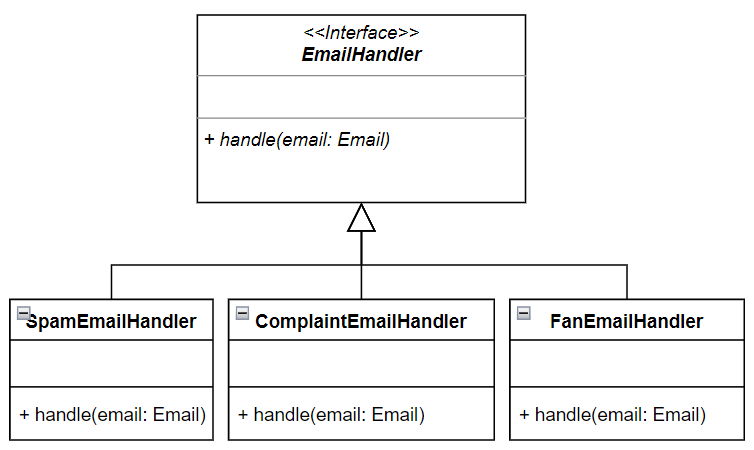 <<Interface>>
EmailHandler
+ handle(email: Email)
SpamEmailHandler
+ handle(email: Email)
ComplaintEmailHandler
+ handle(email: Email)
FanEmailHandler
+ handle(email: Email)